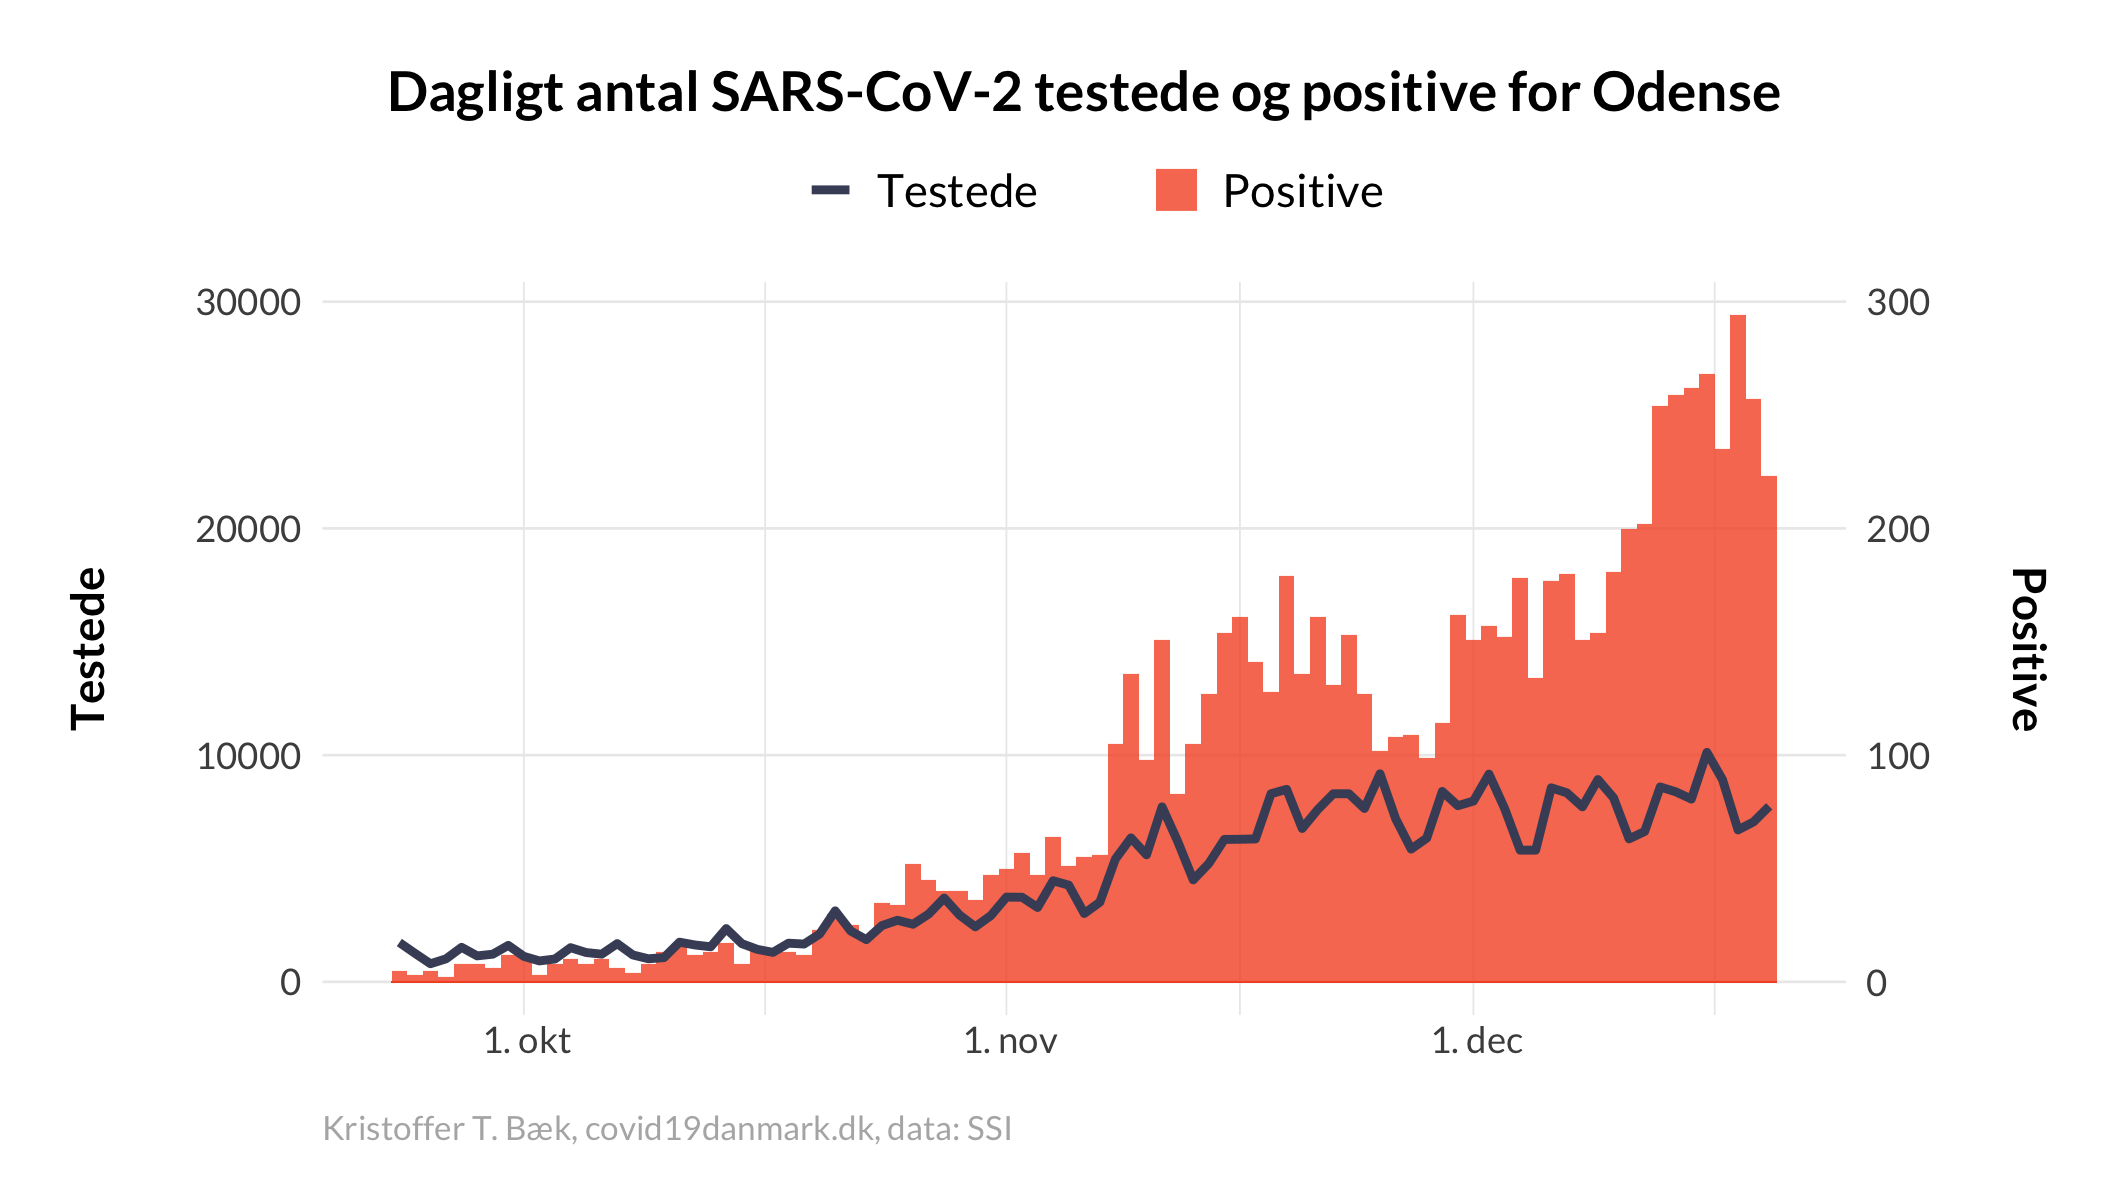 Dagligt antal SARS-CoV-2 testede og positive for Odense
Testede
Positive
30000
20000
10000
0
300
200
100
0
Testede
Positive
1. okt
1. nov
1. dec
Kristoffer T. Bæk, covid19danmark.dk, data: SSI